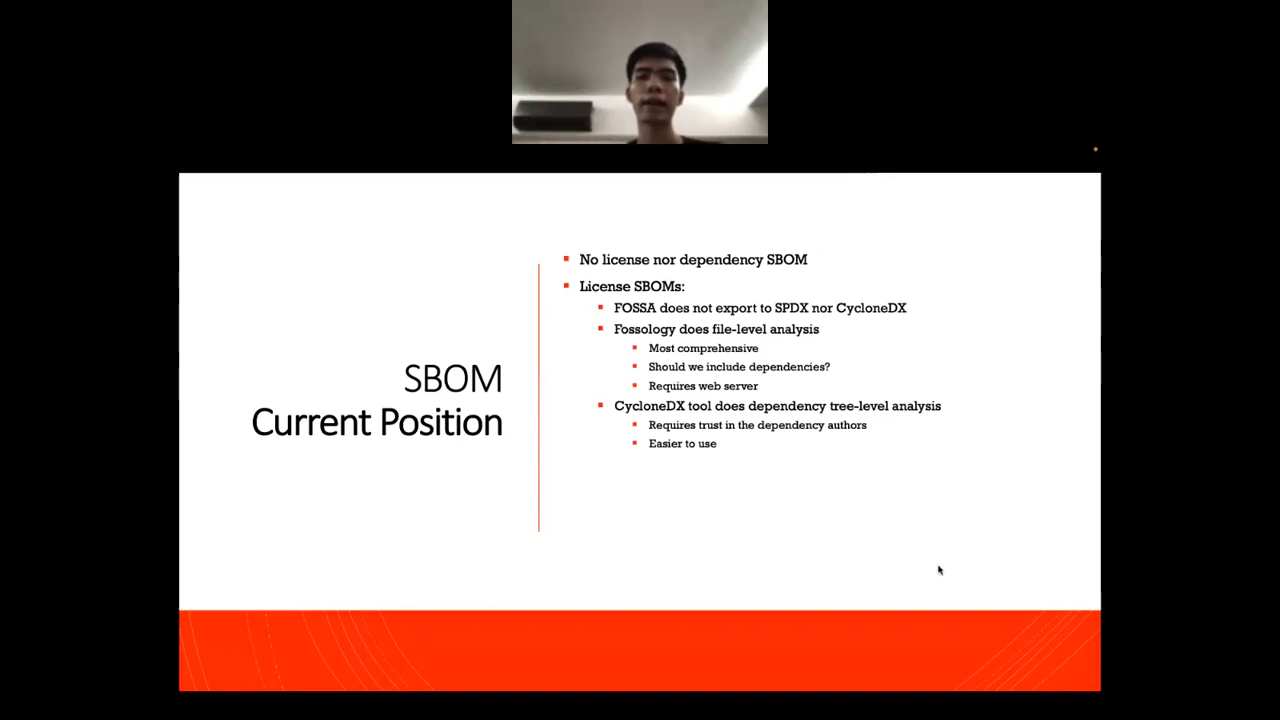 SBOM
Current Position
No license nor dependency SBOM
License SBOMs:
FOSSA does not export to SPDX nor CycloneDX
Fossology does file-level analysis
Most comprehensive
Should we include dependencies?
Requires web server
CycloneDX tool does dependency tree-level analysis
Requires trust in the dependency authors
Easier to use